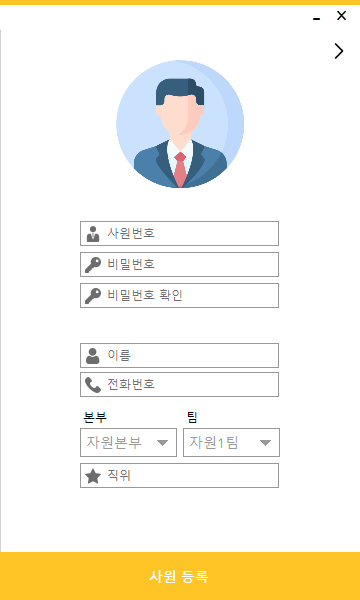 사원번호
비밀번호
비밀번호 확인
이름
전화번호
본부 팀
자원본부 자원1팀
직위
사원 등록